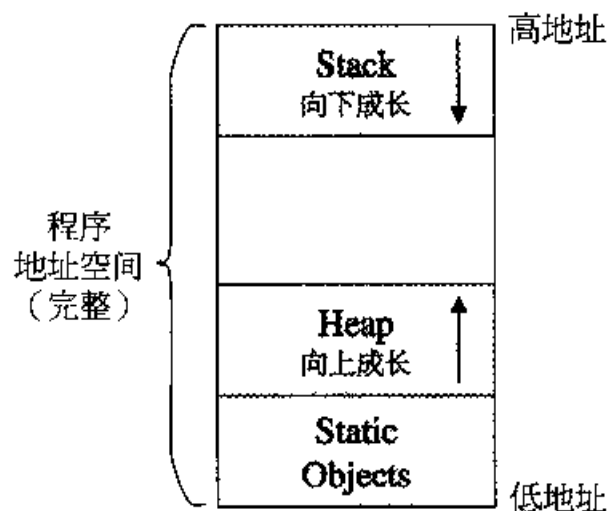 高地址
Stack
向下成长
程序
地址空间
（完整）
Heap
向上成长
Static
Objects
低地址